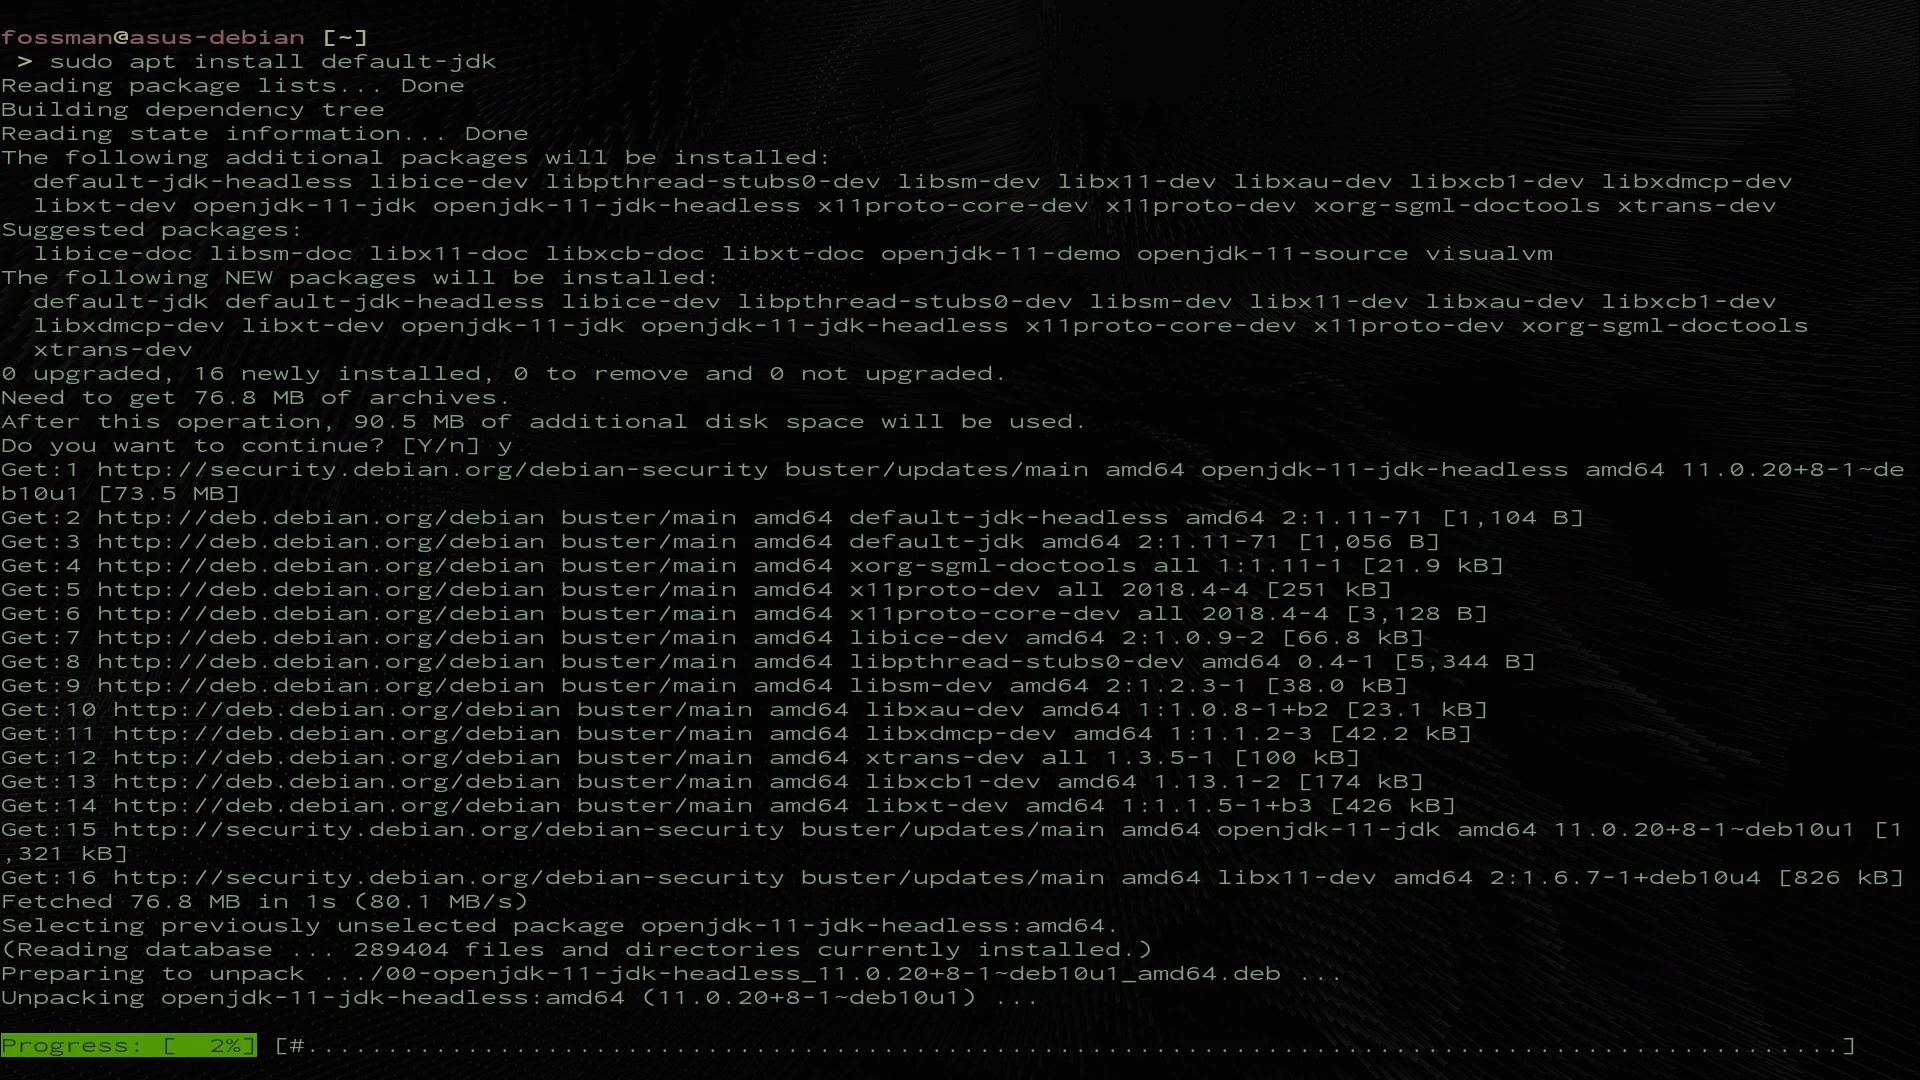 fossman@asus-debian [~]
 > sudo apt install default-jdk
Reading package lists... Done
Building dependency tree
Reading state information... Done
The following additional packages will be installed:
  default-jdk-headless libice-dev libpthread-stubs0-dev libsm-dev libx11-dev libxau-dev libxcb1-dev libxdmcp-dev
  libxt-dev openjdk-11-jdk openjdk-11-jdk-headless x11proto-core-dev x11proto-dev xorg-sgml-doctools xtrans-dev
Suggested packages:
  libice-doc libsm-doc libx11-doc libxcb-doc libxt-doc openjdk-11-demo openjdk-11-source visualvm
The following NEW packages will be installed:
  default-jdk default-jdk-headless libice-dev libpthread-stubs0-dev libsm-dev libx11-dev libxau-dev libxcb1-dev
  libxdmcp-dev libxt-dev openjdk-11-jdk openjdk-11-jdk-headless x11proto-core-dev x11proto-dev xorg-sgml-doctools
  xtrans-dev
0 upgraded, 16 newly installed, 0 to remove and 0 not upgraded.
Need to get 76.8 MB of archives.
After this operation, 90.5 MB of additional disk space will be used.
Do you want to continue? [Y/n] y
Get:1 http://security.debian.org/debian-security buster/updates/main amd64 openjdk-11-jdk-headless amd64 11.0.20+8-1~de
b10u1 [73.5 MB]
Get:2 http://deb.debian.org/debian buster/main amd64 default-jdk-headless amd64 2:1.11-71 [1,104 B]
Get:3 http://deb.debian.org/debian buster/main amd64 default-jdk amd64 2:1.11-71 [1,056 B]
Get:4 http://deb.debian.org/debian buster/main amd64 xorg-sgml-doctools all 1:1.11-1 [21.9 kB]
Get:5 http://deb.debian.org/debian buster/main amd64 x11proto-dev all 2018.4-4 [251 kB]
Get:6 http://deb.debian.org/debian buster/main amd64 x11proto-core-dev all 2018.4-4 [3,128 B]
Get:7 http://deb.debian.org/debian buster/main amd64 libice-dev amd64 2:1.0.9-2 [66.8 kB]
Get:8 http://deb.debian.org/debian buster/main amd64 libpthread-stubs0-dev amd64 0.4-1 [5,344 B]
Get:9 http://deb.debian.org/debian buster/main amd64 libsm-dev amd64 2:1.2.3-1 [38.0 kB]
Get:10 http://deb.debian.org/debian buster/main amd64 libxau-dev amd64 1:1.0.8-1+b2 [23.1 kB]
Get:11 http://deb.debian.org/debian buster/main amd64 libxdmcp-dev amd64 1:1.1.2-3 [42.2 kB]
Get:12 http://deb.debian.org/debian buster/main amd64 xtrans-dev all 1.3.5-1 [100 kB]
Get:13 http://deb.debian.org/debian buster/main amd64 libxcb1-dev amd64 1.13.1-2 [174 kB]
Get:14 http://deb.debian.org/debian buster/main amd64 libxt-dev amd64 1:1.1.5-1+b3 [426 kB]
Get:15 http://security.debian.org/debian-security buster/updates/main amd64 openjdk-11-jdk amd64 11.0.20+8-1~deb10u1 [1
,321 kB]
Get:16 http://security.debian.org/debian-security buster/updates/main amd64 libx11-dev amd64 2:1.6.7-1+deb10u4 [826 kB]
Fetched 76.8 MB in 1s (80.1 MB/s)
Selecting previously unselected package openjdk-11-jdk-headless:amd64.
(Reading database ... 289404 files and directories currently installed.)
Preparing to unpack .../00-openjdk-11-jdk-headless_11.0.20+8-1~deb10u1_amd64.deb ...
Unpacking openjdk-11-jdk-headless:amd64 (11.0.20+8-1~deb10u1) ...
Progress: [  2%] [#................................................................................................]